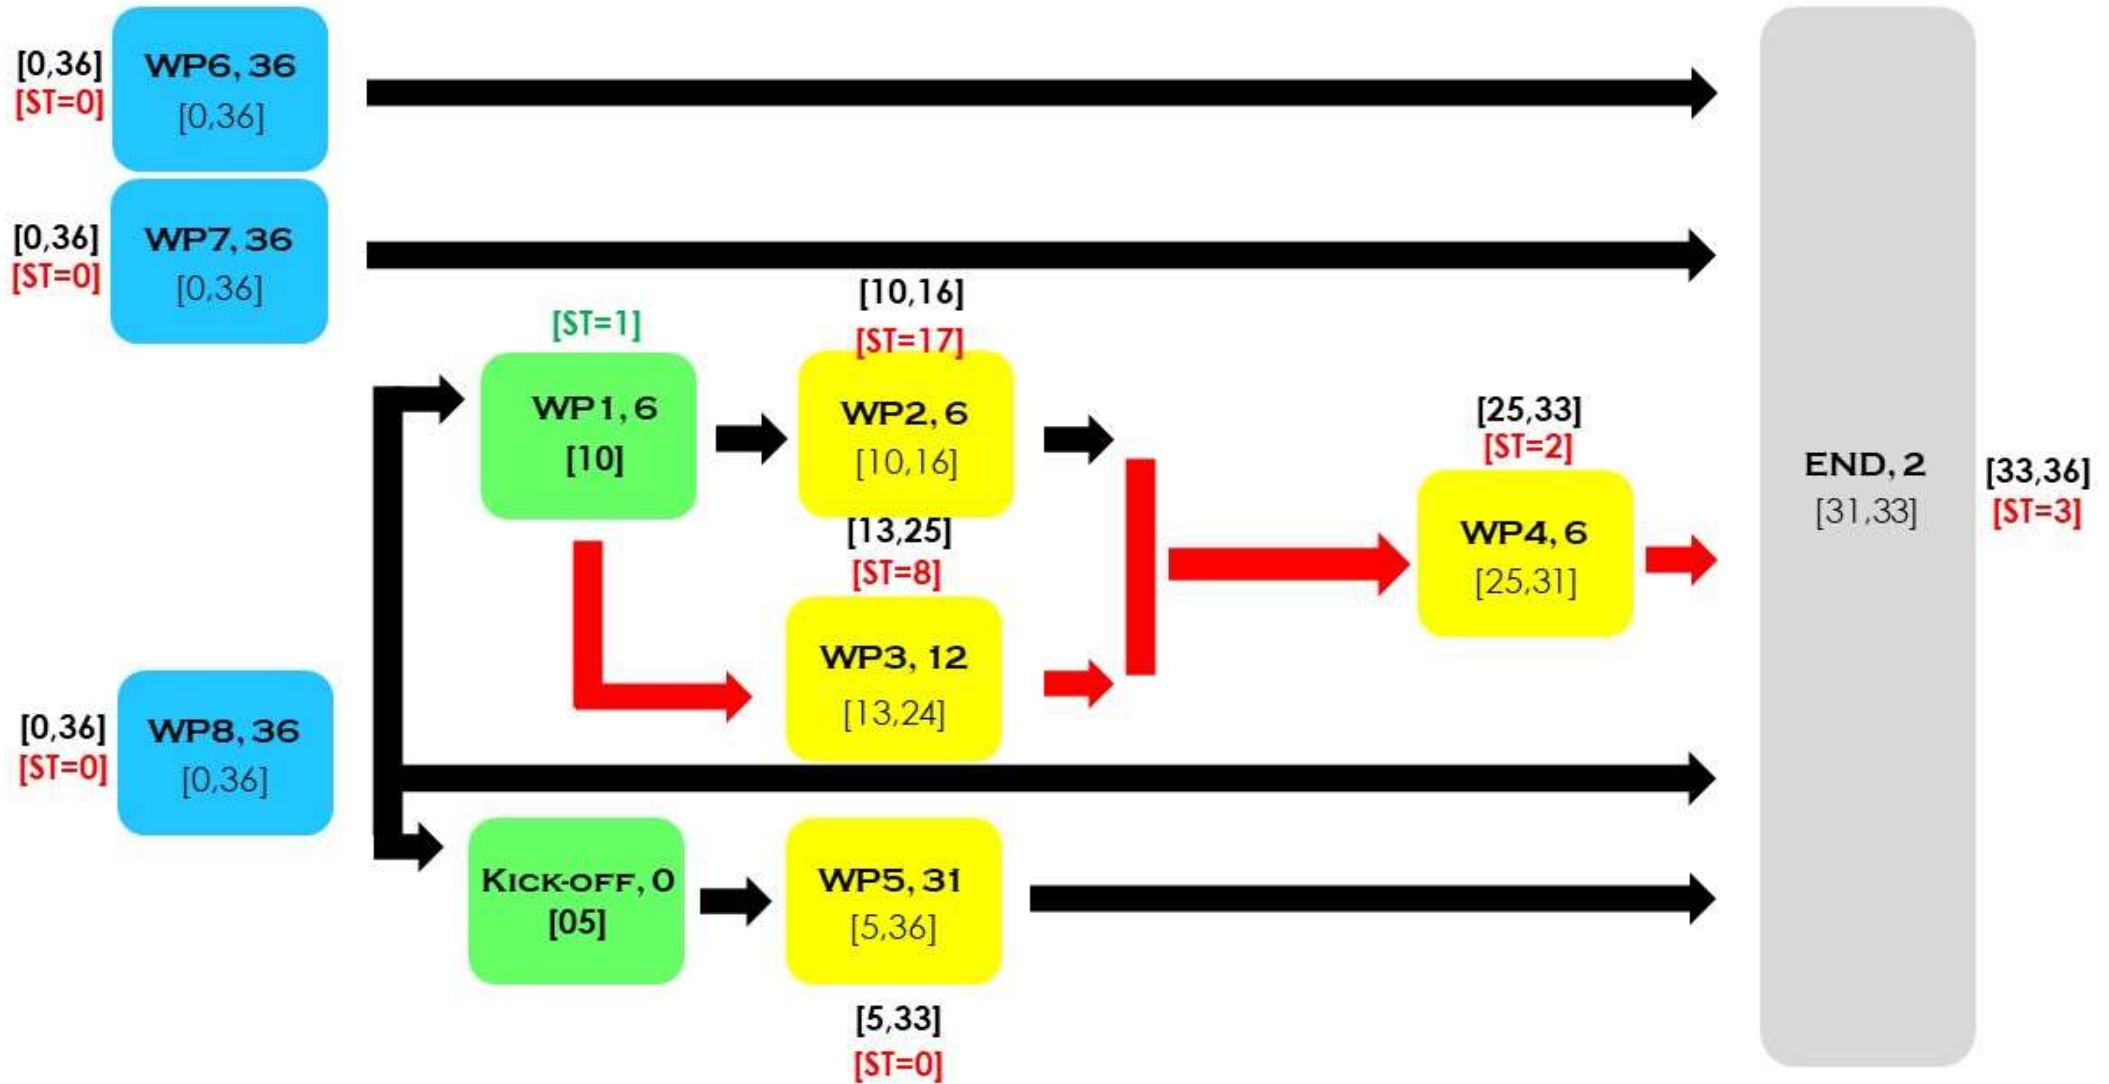 [0,36]
[ST=0]
WP6, 36
[0,36]
[0,36]
[ST=0]
WP7, 36
[0,36]
[ST=1]
WP1, 6
[10]
[10,16]
[ST=17]
WP2, 6
[10,16]
[13,25]
[ST=8]
WP3, 12
[13,24]
[25,33]
[ST=2]
WP4, 6
[25,31]
END, 2
[31,33]
[33,36]
[ST=3]
[0,36]
[ST=0]
WP8, 36
[0,36]
KICK-OFF, 0
[05]
WP5, 31
[5,36]
[5,33]
[ST=0]